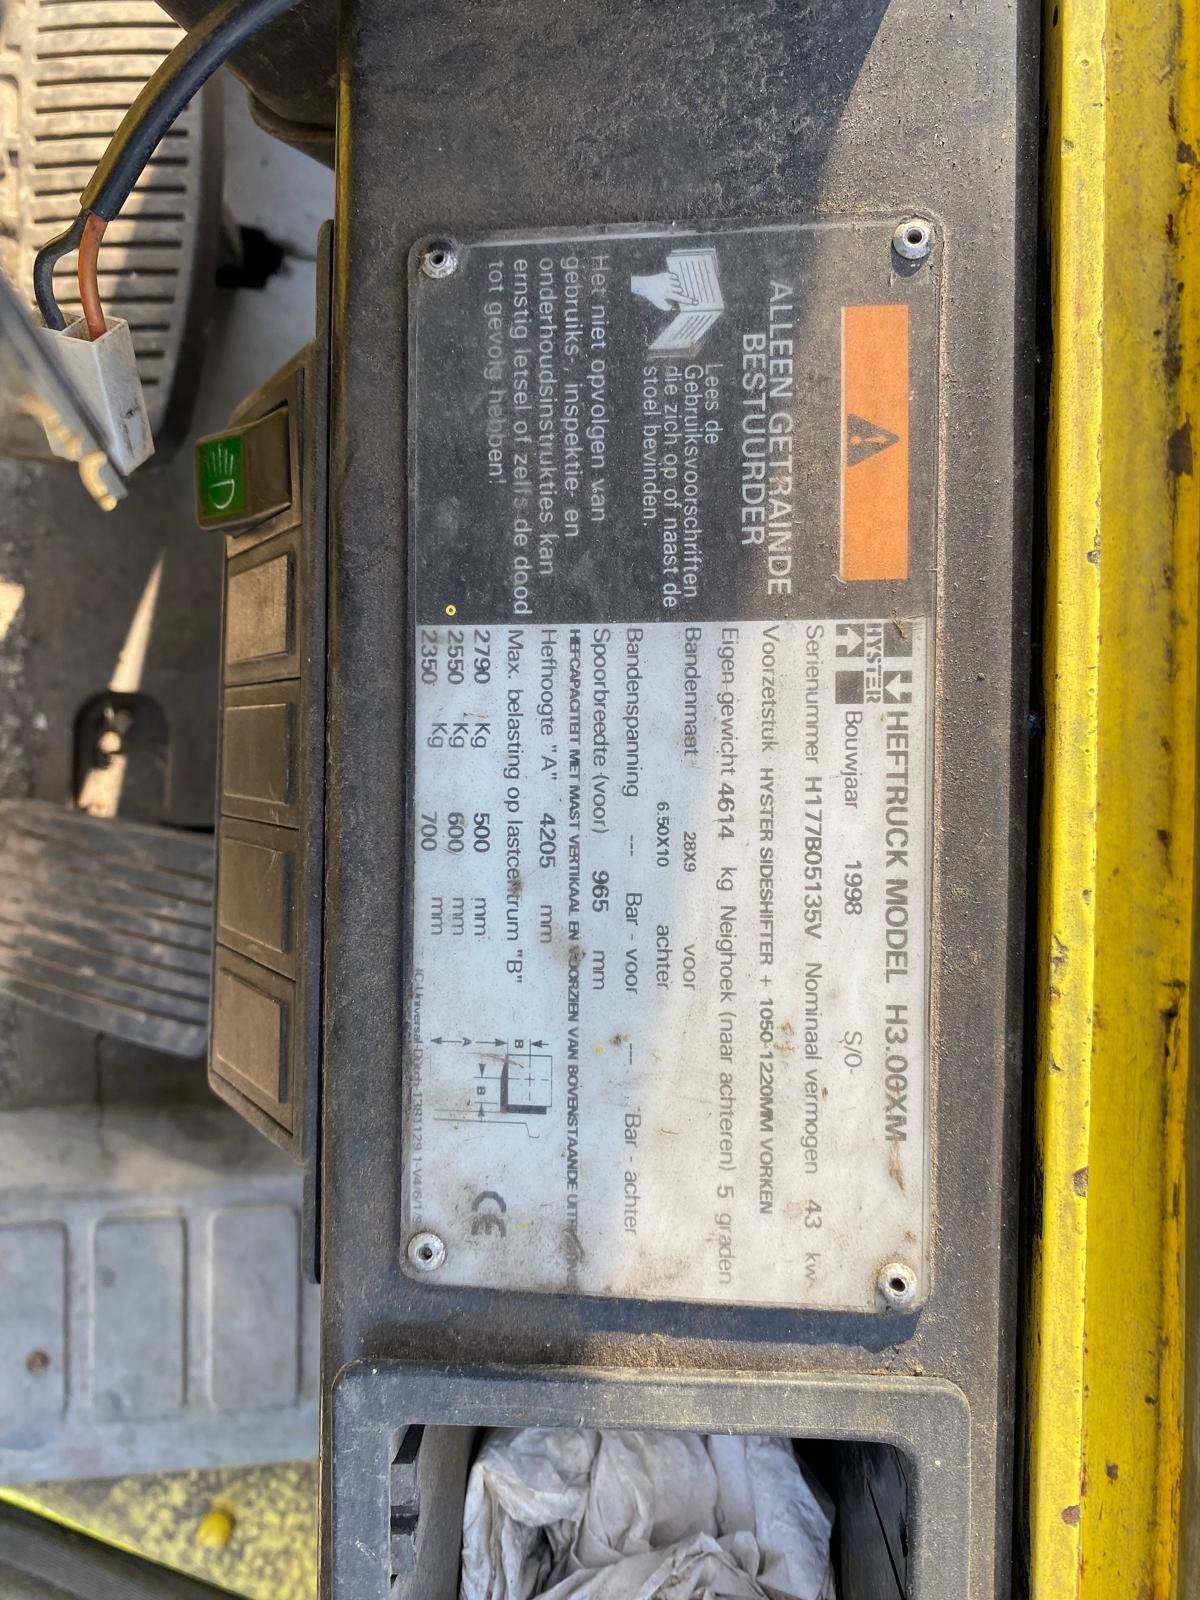 ALLEEN GETRAINDE
BESTUURDER
Lees de
Gebruiksvoorschriften
die zich op of naast de
stoel bevinden.
Het niet opvolgen van
gebruiks-, inspektie- en
onderhoudsinstrukties kan
ernstig letsel of zelfs de dood
tot gevolg hebben!
HEFTRUCK MODEL H3.00XM
HYSTER Bouwjaar 1998 S/0-
Serienummer H177B05135V Nominaal vermogen 43 kw
Voorzetstuk HYSTER SIDESHIFTER + 1050-1220MM VORKEN
Eigen gewicht 4614 kg Neighoek (naar achteren) 5 graden
Bandenmaat 28X9 voor
6.50X10 achter
Bandenspanning --- Bar - voor --- Bar - achter
Spoorbreedte (voor) 965 mm
HEFCAPACITEIT MET MAST VERTIKAAL EN VOORZIEN VAN BOVENSTAANDE
Hefhoogte "A" 4205 mm
Max. belasting op lastcentrum "B"
2790 Kg 500 mm
2550 Kg 600 mm
2350 Kg 700 mm
B
A
B
CE
IC-Universal Dutch